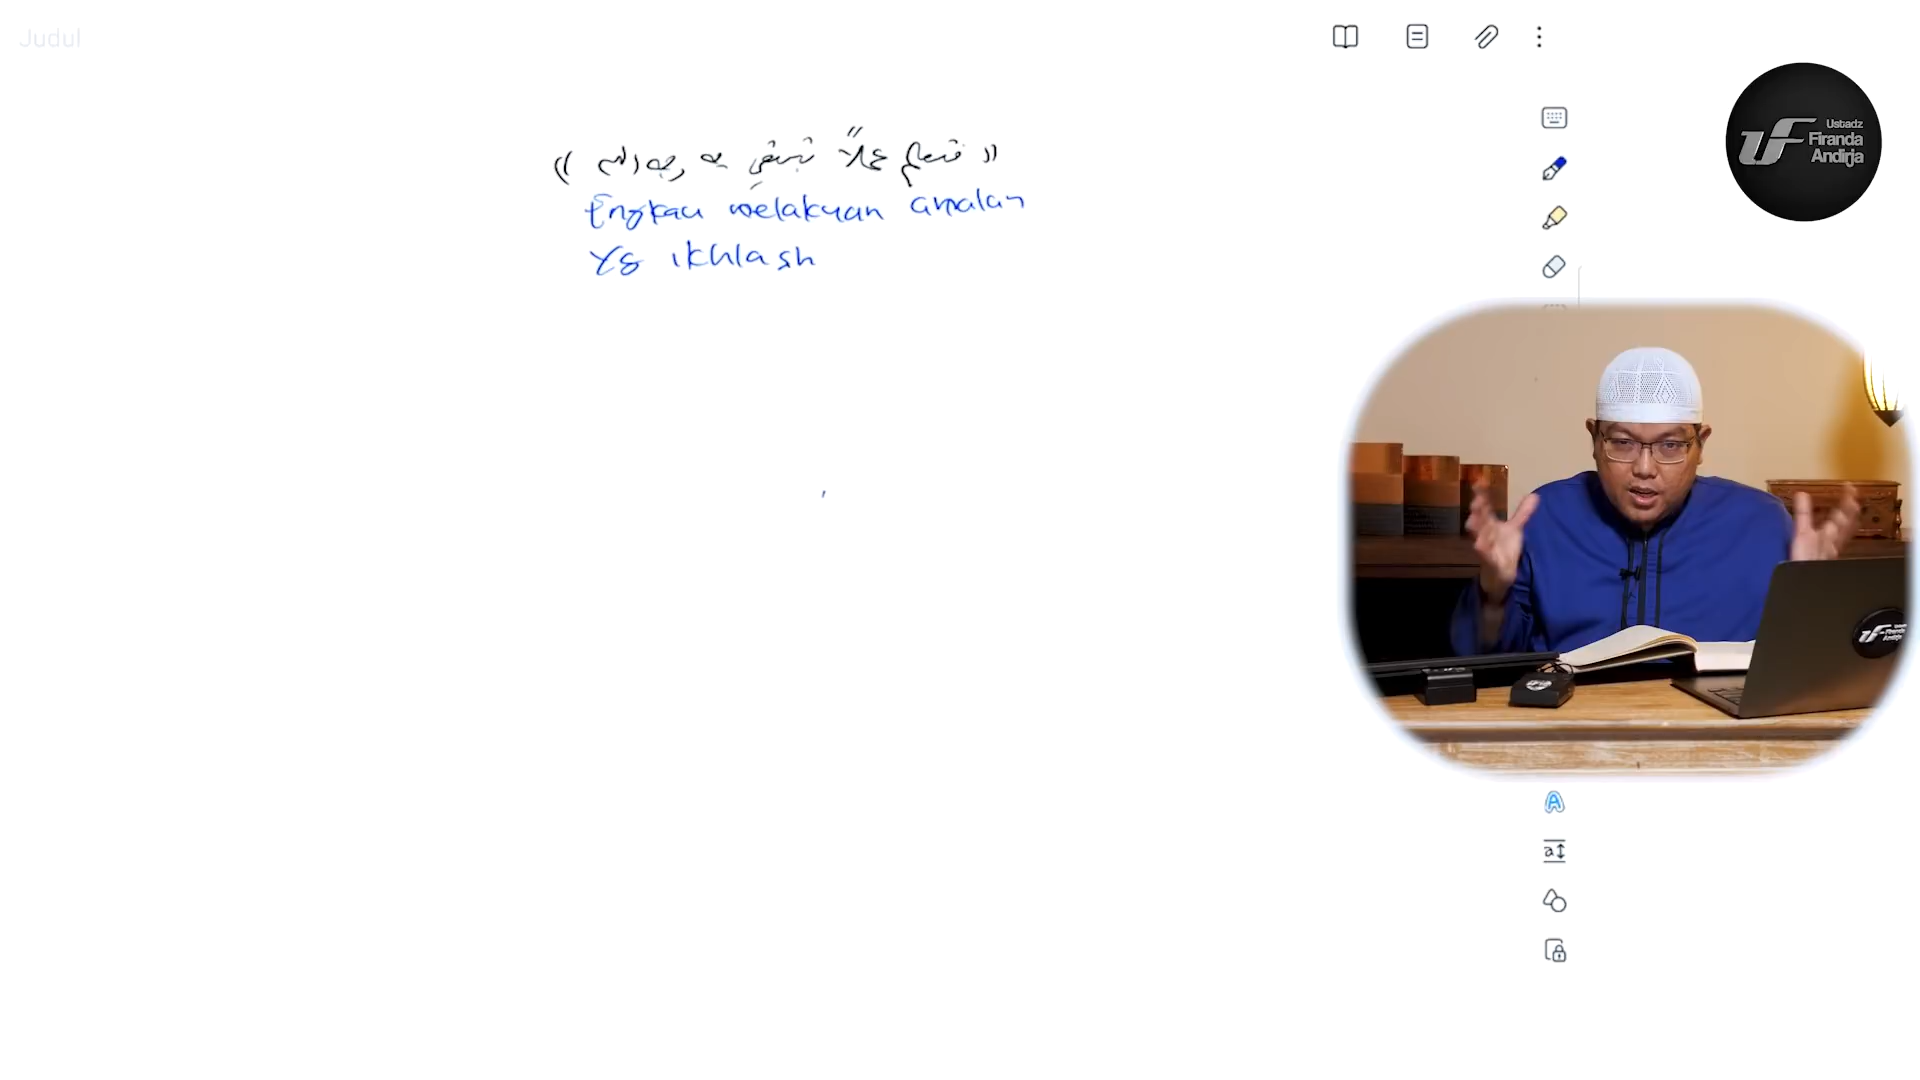 Judul
« فتعمل عملاً تبتغي به وجه الله »
Engkau melakukan amalan
Yg ikhlash
Ustadz
Firanda
Andirja